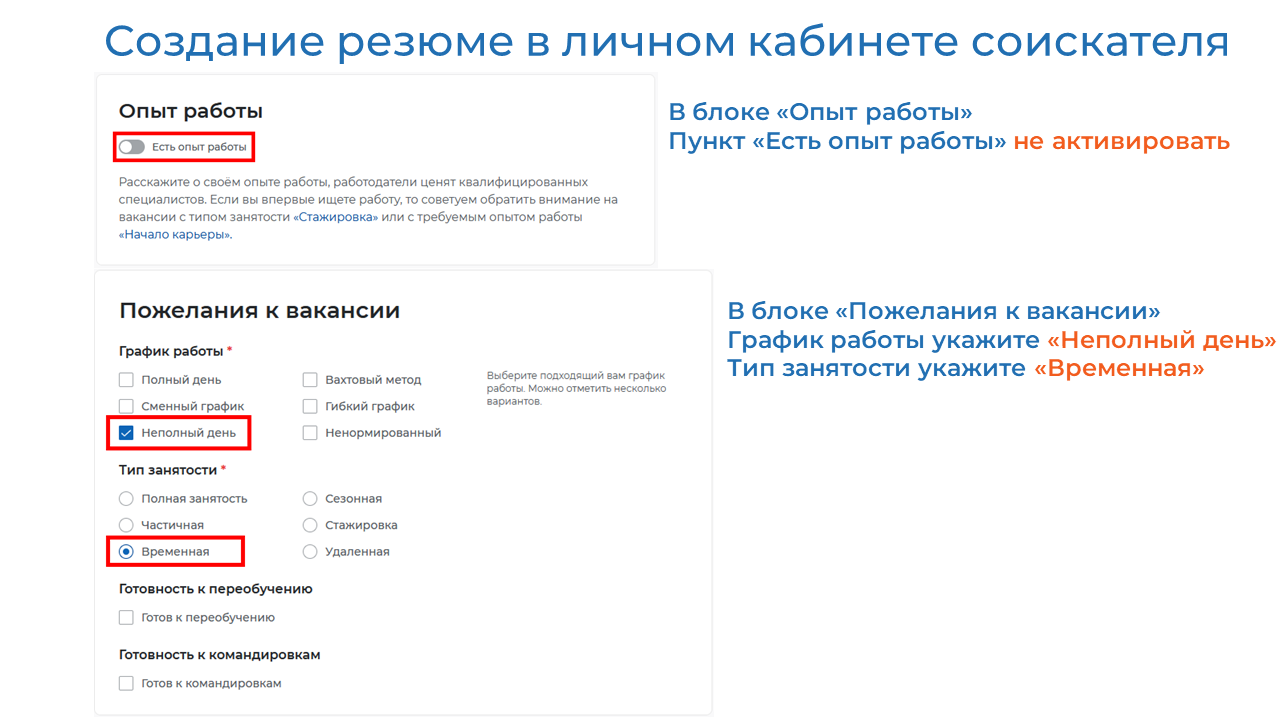 Создание резюме в личном кабинете соискателя
Опыт работы
Есть опыт работы
Расскажите о своём опыте работы, работодатели ценят квалифицированных
специалистов. Если вы впервые ищете работу, то советуем обратить внимание на
вакансии с типом занятости «Стажировка» или с требуемым опытом работы
«Начало карьеры».
В блоке «Опыт работы»
Пункт «Есть опыт работы» не активировать
Пожелания к вакансии
График работы *
Полный день
Вахтовый метод
Сменный график
Гибкий график
Неполный день
Ненормированный
Выберите подходящий вам график
работы. Можно отметить несколько
вариантов.
Тип занятости *
Полная занятость
Сезонная
Частичная
Стажировка
Временная
Удаленная
Готовность к переобучению
Готов к переобучению
Готовность к командировкам
Готов к командировкам
В блоке «Пожелания к вакансии»
График работы укажите «Неполный день»
Тип занятости укажите «Временная»